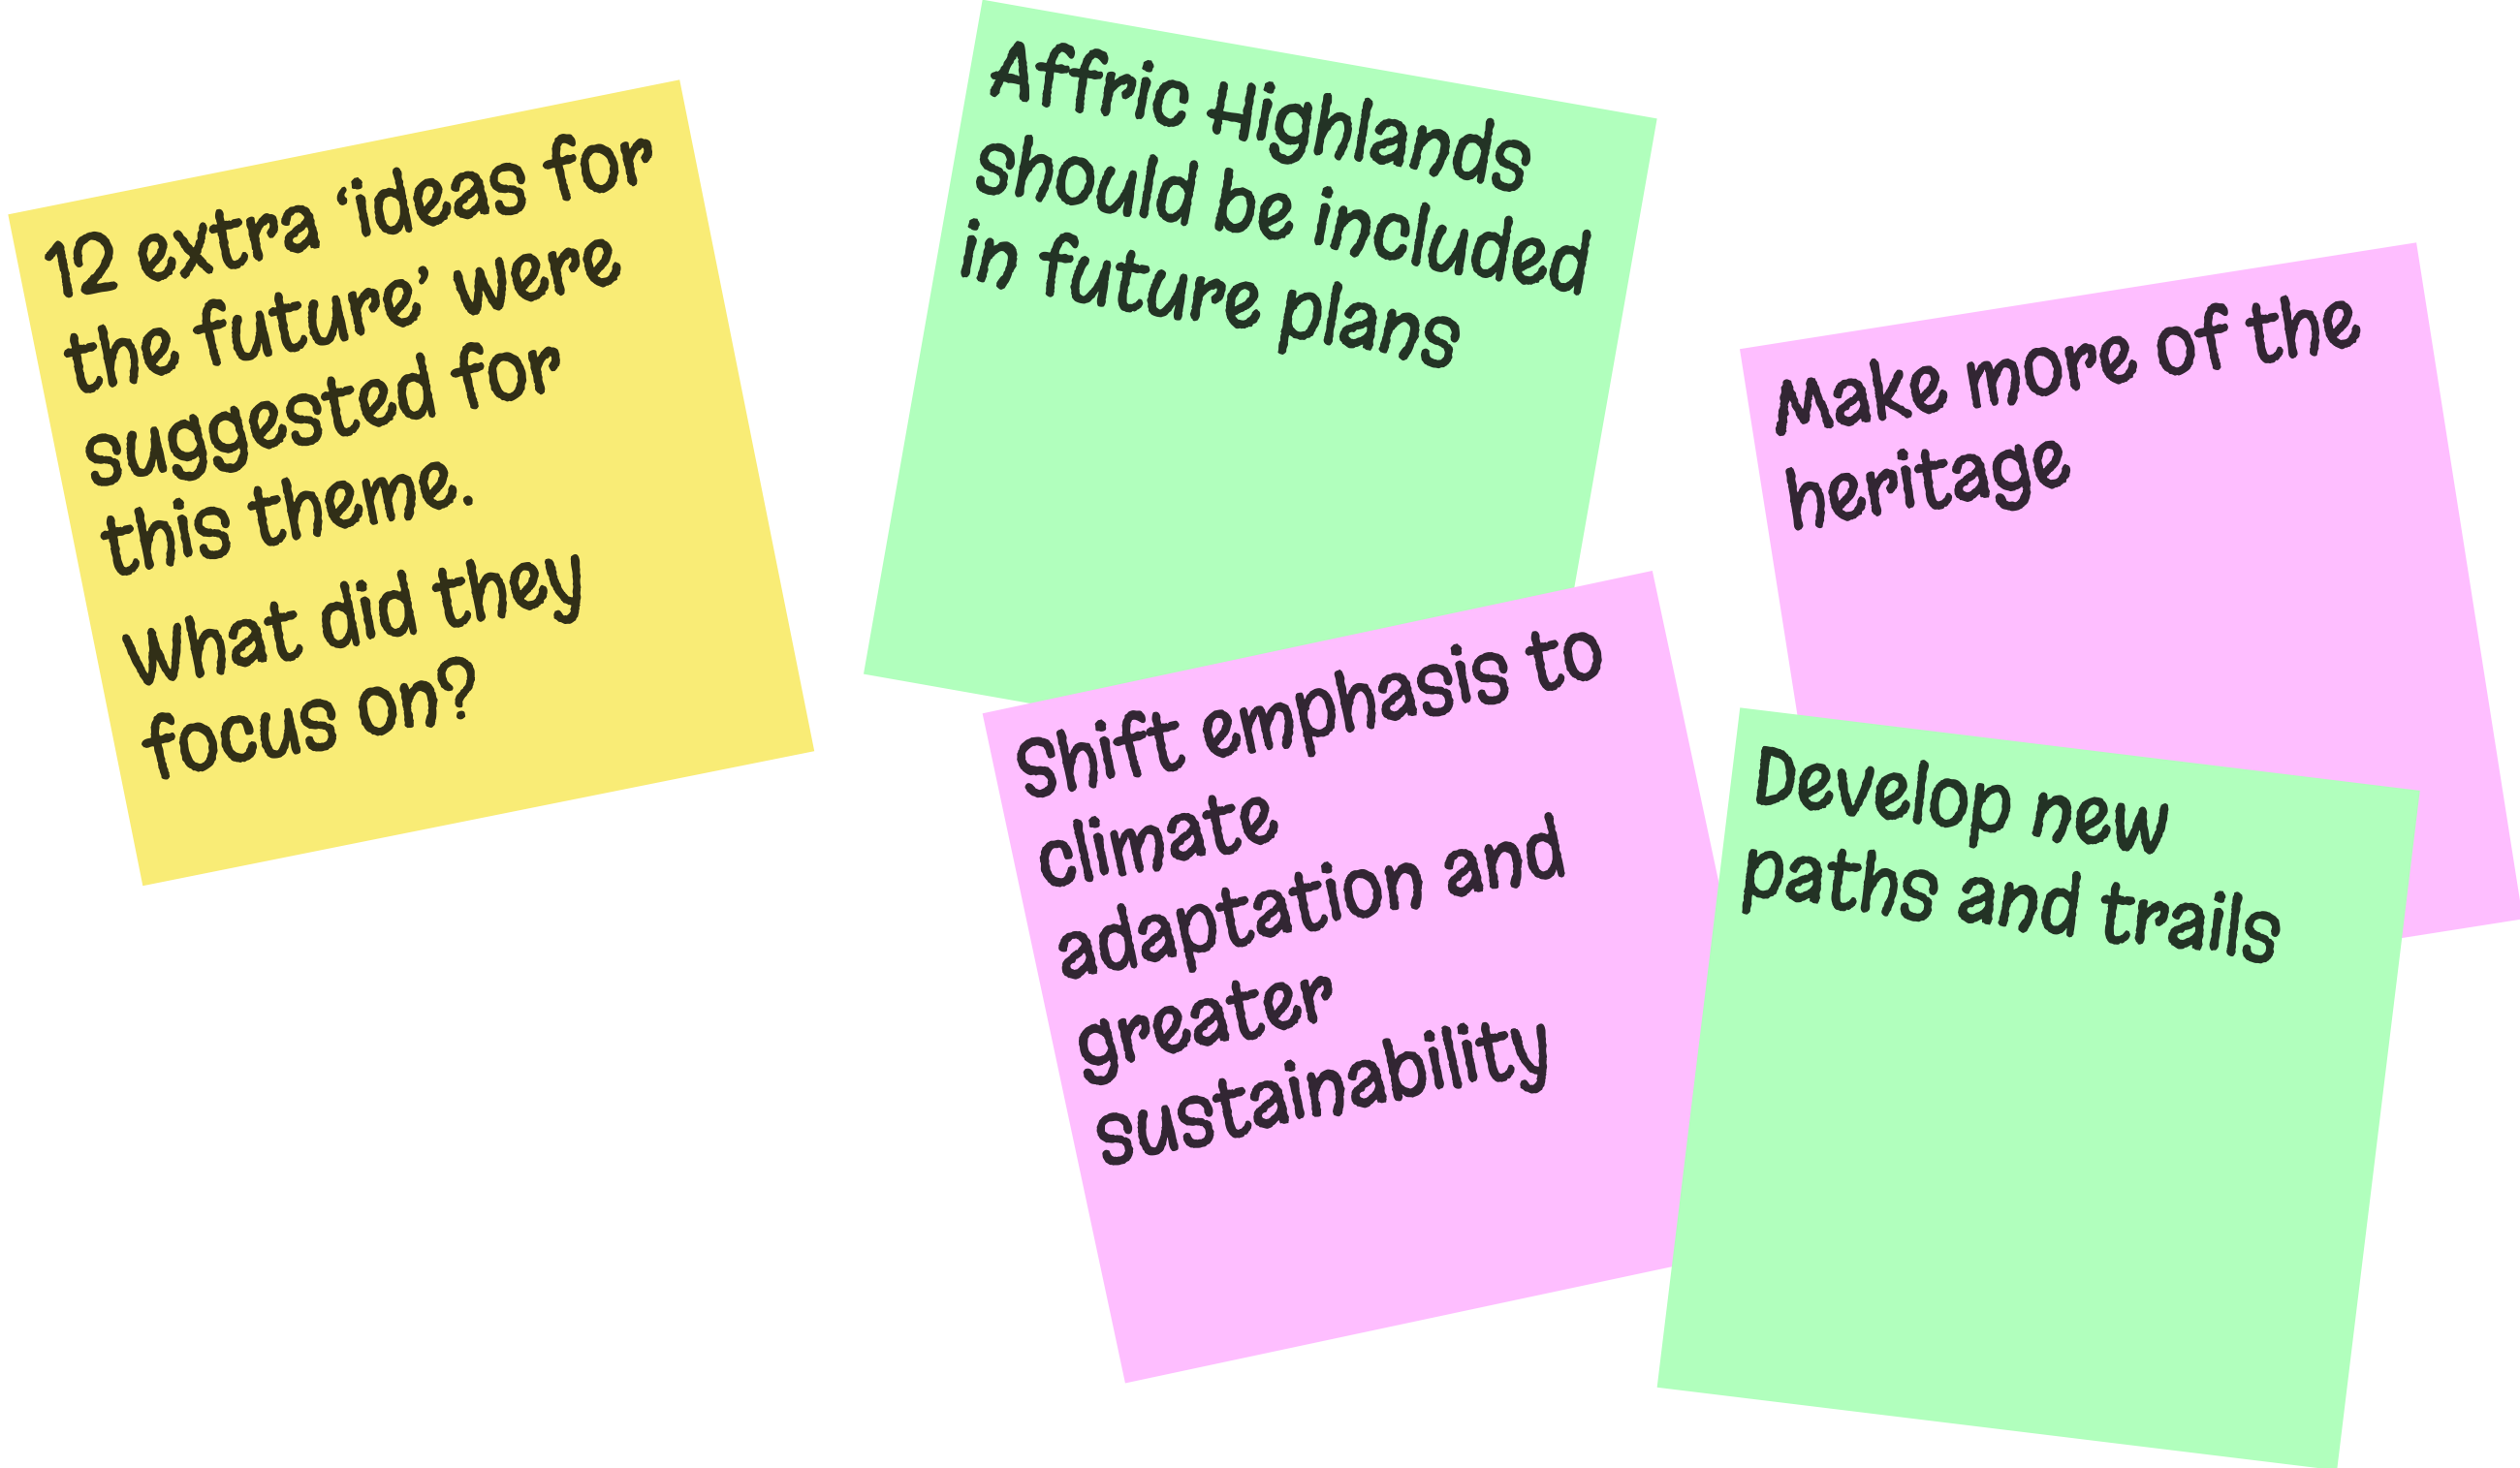 12 extra ‘ideas for
the future’ were
suggested for
this theme.
What did they
focus on?
Affric Highlands
should be included
in future plans
Make more of the
heritage
Shift emphasis to
climate
adaptation and
greater
sustainability
Develop new
paths and trails